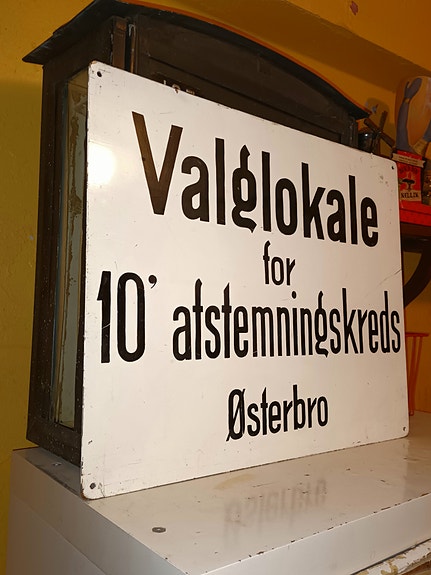 Valglokale
for
10' afstemningskreds
Østerbro